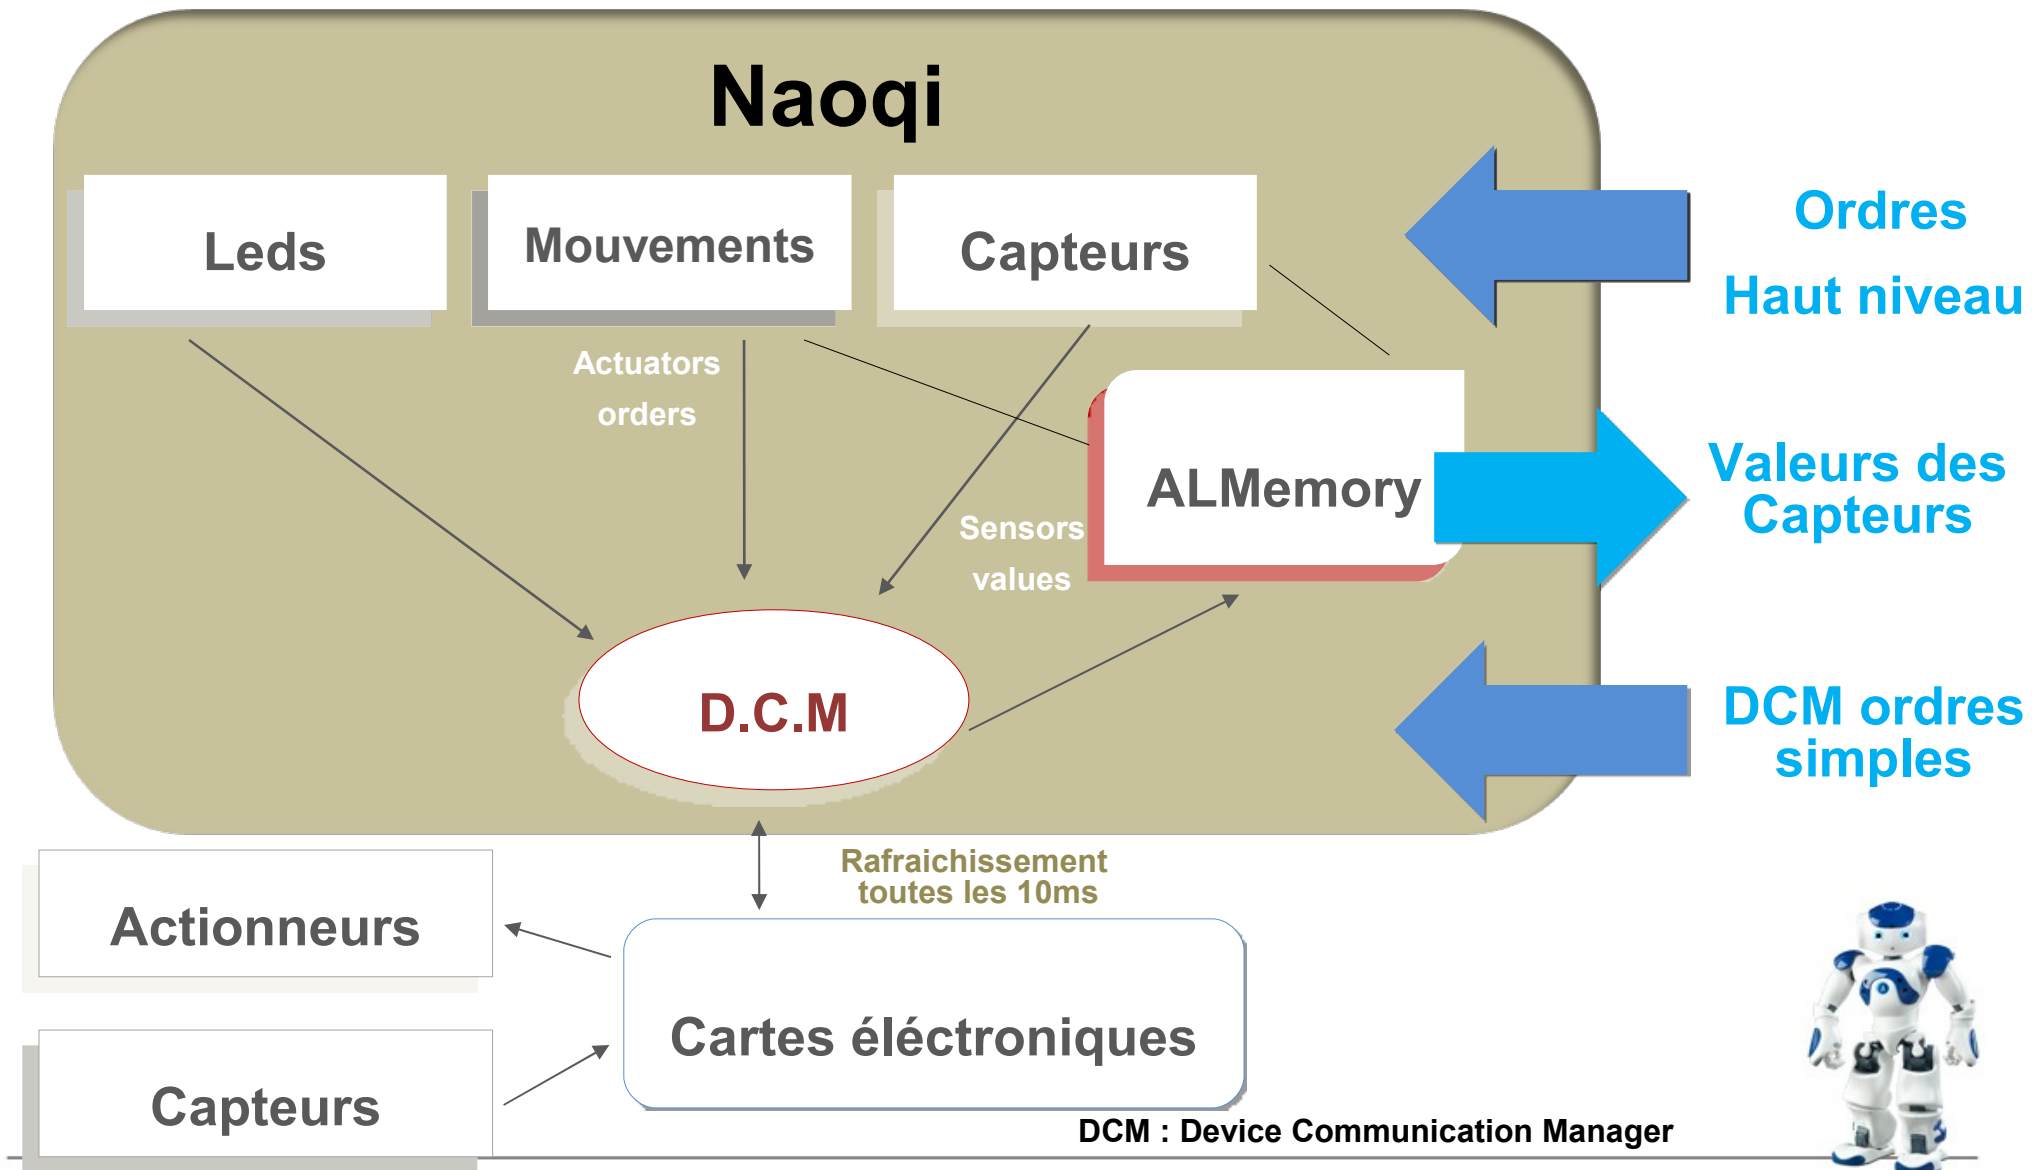 Naoqi
Leds
Mouvements
Capteurs
Ordres
Haut niveau
Actuators
orders
ALMemory
Valeurs des
Capteurs
Sensors
values
D.C.M
DCM ordres
simples
Rafraichissement
toutes les 10ms
Actionneurs
Cartes éléctroniques
Capteurs
DCM : Device Communication Manager